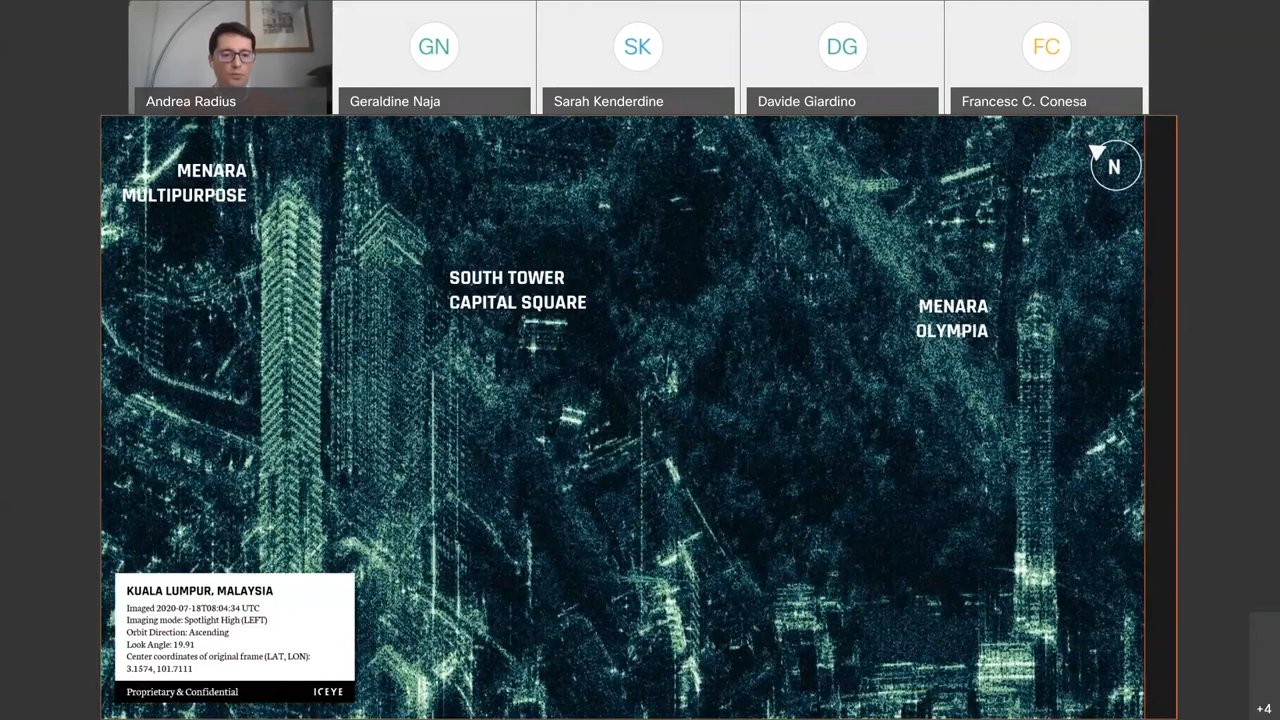 GN
SK
DG
FC
Andrea Radius
Geraldine Naja
Sarah Kenderdine
Davide Giardino
Francesc C. Conesa
MENARA
MULTIPURPOSE
N
SOUTH TOWER
CAPITAL SQUARE
MENARA
OLYMPIA
KUALA LUMPUR, MALAYSIA
Imaged 2020-07-18T08:04:34 UTC
Imaging mode: Spotlight High (LEFT)
Orbit Direction: Ascending
Look Angle: 19.91
Center coordinates of original frame (LAT, LON):
3.1574, 101.7111
Proprietary & Confidential
ICEYE
+4